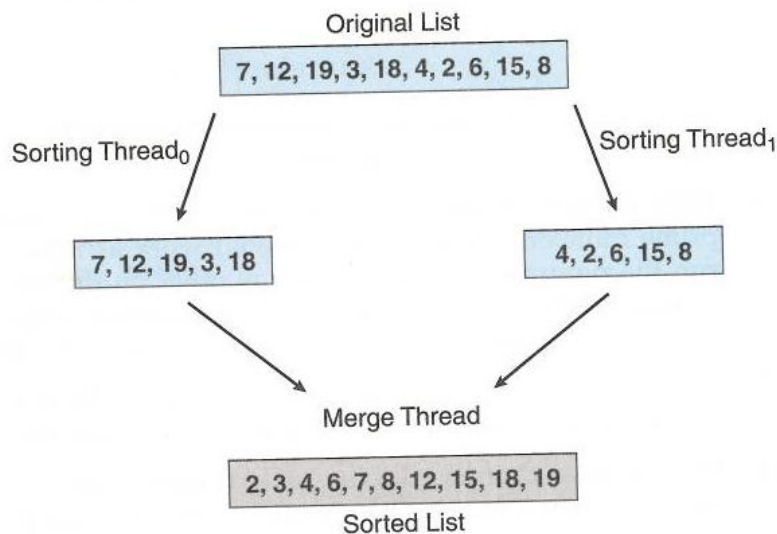 Original List
7, 12, 19, 3, 18, 4, 2, 6, 15, 8
Sorting Thread₀
Sorting Thread₁
7, 12, 19, 3, 18
4, 2, 6, 15, 8
Merge Thread
2, 3, 4, 6, 7, 8, 12, 15, 18, 19
Sorted List